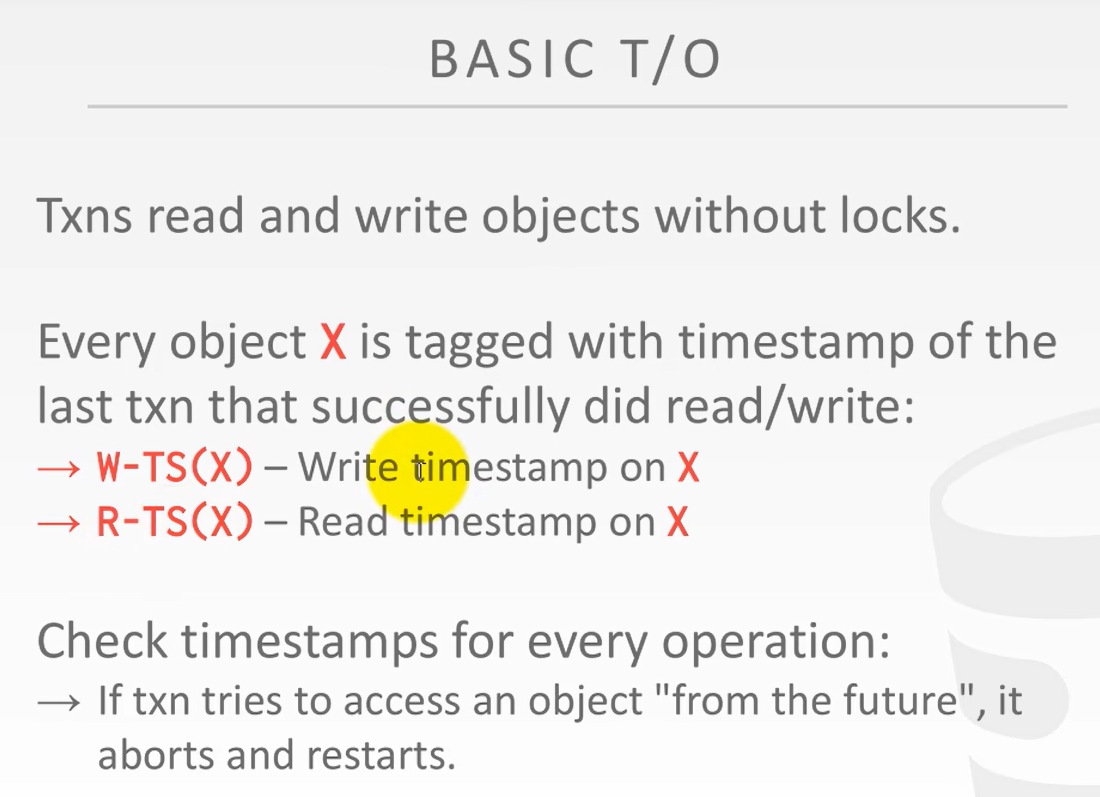 BASIC T/O
Txns read and write objects without locks.
Every object X is tagged with timestamp of the
last txn that successfully did read/write:
→ W-TS(X) – Write timestamp on X
→ R-TS(X) – Read timestamp on X
Check timestamps for every operation:
→ If txn tries to access an object "from the future", it
aborts and restarts.